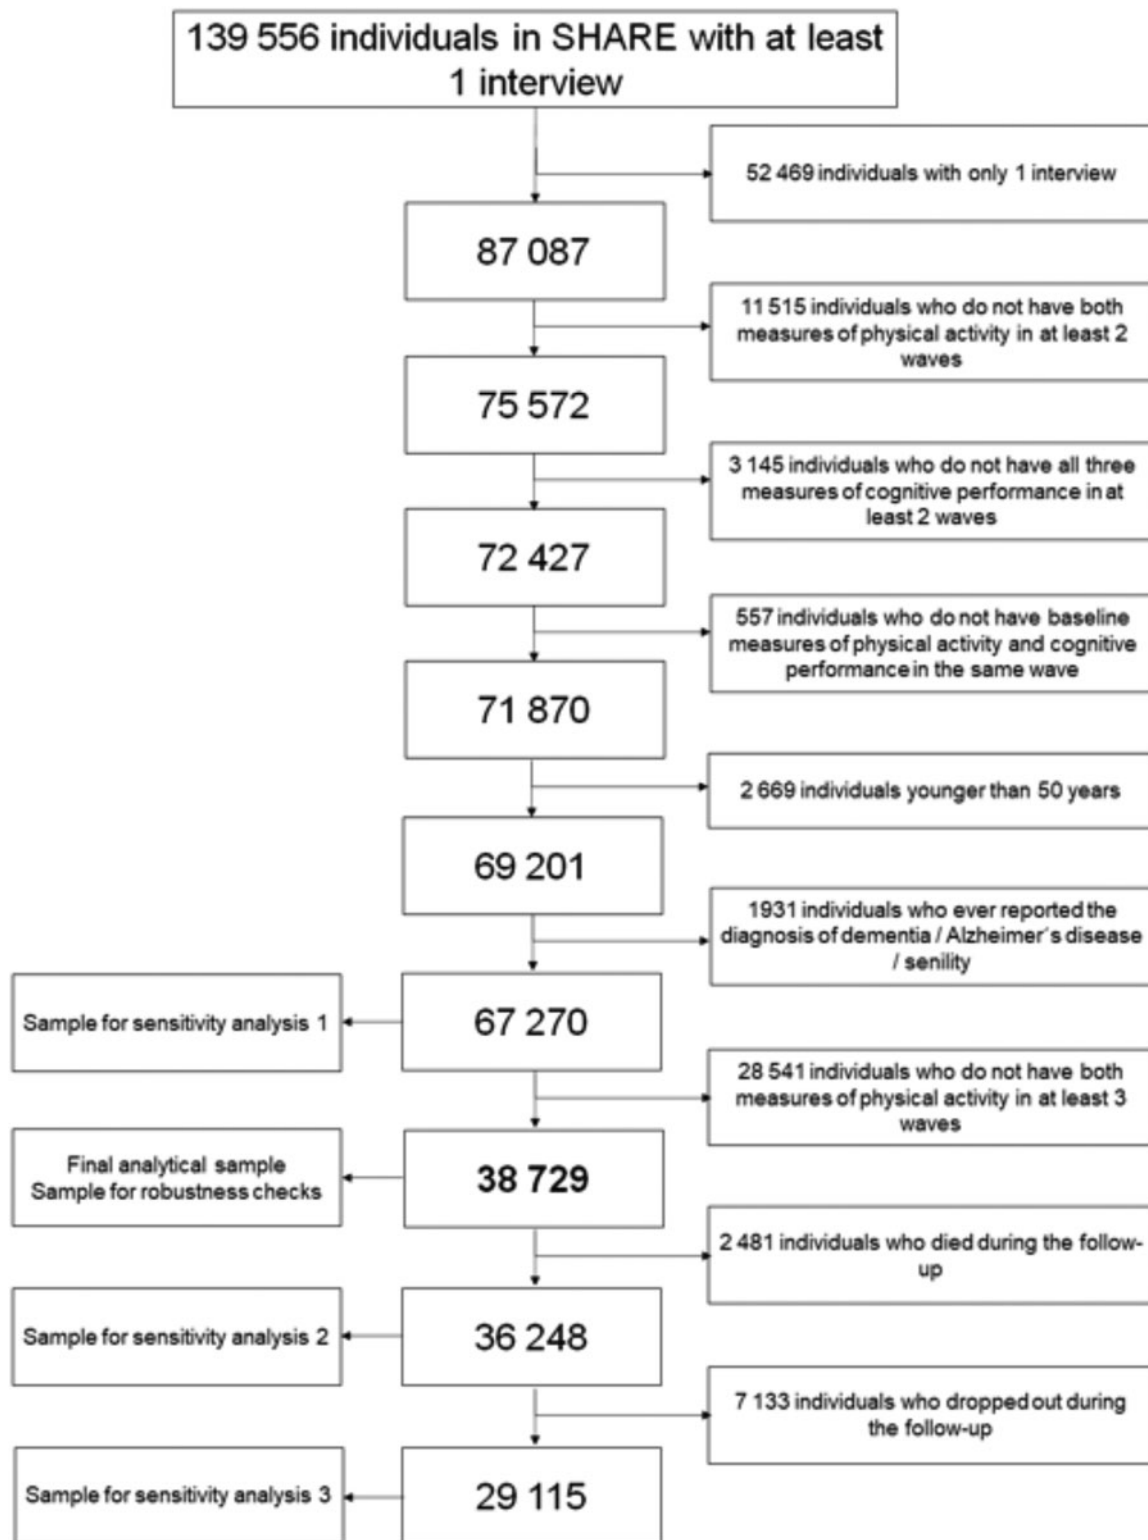 139 556 individuals in SHARE with at least
1 interview
52 469 individuals with only 1 interview
87 087
11 515 individuals who do not have both
measures of physical activity in at least 2
waves
75 572
3 145 individuals who do not have all three
measures of cognitive performance in at
least 2 waves
72 427
557 individuals who do not have baseline
measures of physical activity and cognitive
performance in the same wave
71 870
2 669 individuals younger than 50 years
69 201
1931 individuals who ever reported the
diagnosis of dementia / Alzheimer´s disease
/ senility
Sample for sensitivity analysis 1
67 270
28 541 individuals who do not have both
measures of physical activity in at least 3
waves
Final analytical sample
Sample for robustness checks
38 729
2 481 individuals who died during the follow-
up
Sample for sensitivity analysis 2
36 248
7 133 individuals who dropped out during
the follow-up
Sample for sensitivity analysis 3
29 115